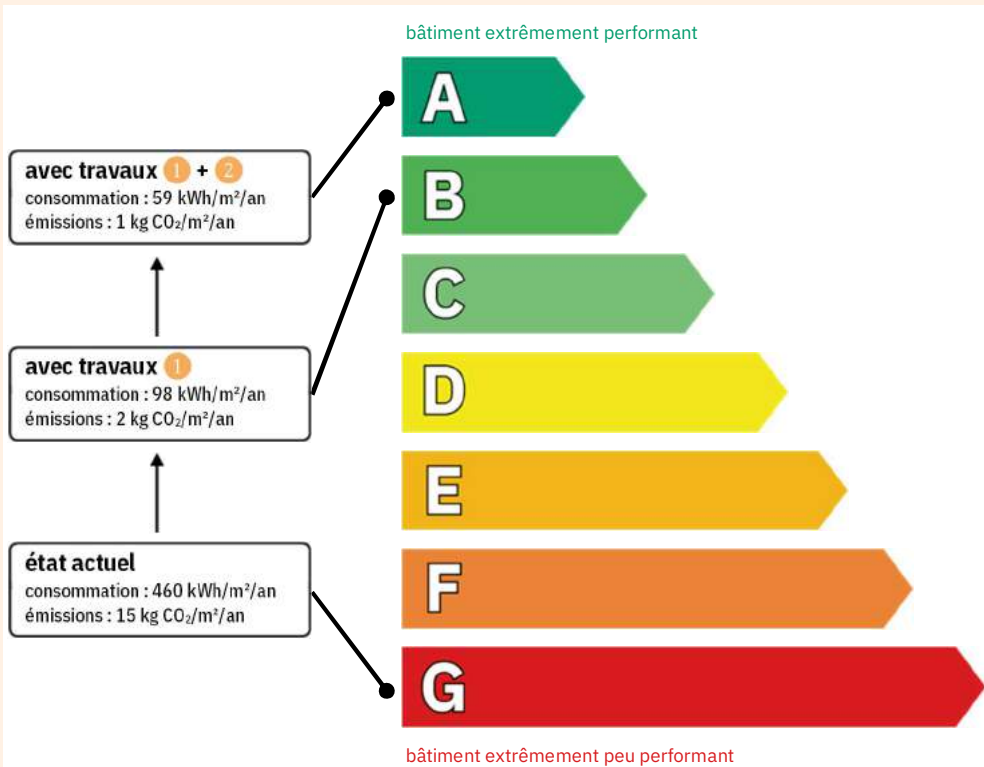 bâtiment extrêmement performant
A
B
C
D
E
F
G
bâtiment extrêmement peu performant
avec travaux 1 + 2
consommation : 59 kWh/m²/an
émissions : 1 kg CO₂/m²/an
avec travaux 1
consommation : 98 kWh/m²/an
émissions : 2 kg CO₂/m²/an
état actuel
consommation : 460 kWh/m²/an
émissions : 15 kg CO₂/m²/an